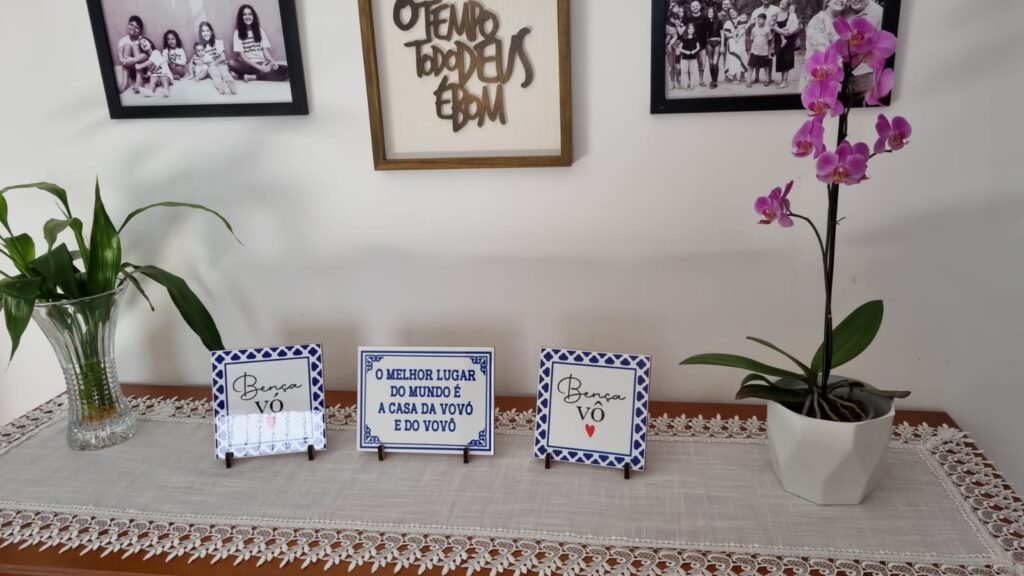 O TEMPO
TODO DEUS
É BOM
Bença
VÓ
O MELHOR LUGAR
DO MUNDO É
A CASA DA VOVÓ
E DO VOVÔ
Bença
VÔ